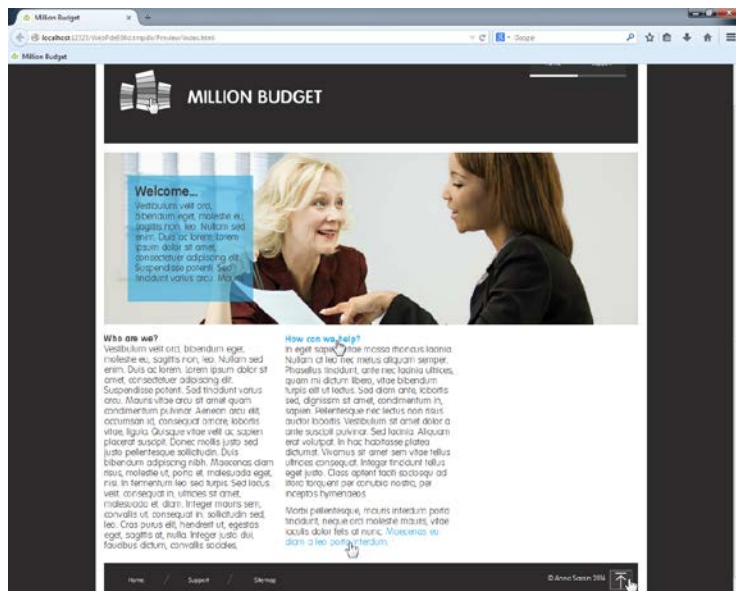 Million Budget
Google
Million Budget
Home Support
MILLION BUDGET
Welcome...
Vestibulum velit orci,
bibendum eget, molestie eu,
sagittis non, leo. Nullam sed
enim. Duis ac lorem. Lorem
ipsum dolor sit amet,
consectetuer adipiscing elit.
Suspendisse potenti. Sed
tincidunt varius arcu. Mauris
Who are we?
Vestibulum velit orci, bibendum eget,
molestie eu, sagittis non, leo. Nullam sed
enim. Duis ac lorem. Lorem ipsum dolor sit
amet, consectetuer adipiscing elit.
Suspendisse potenti. Sed tincidunt varius
arcu. Mauris vitae arcu sit amet quam
condimentum pulvinar. Aenean arcu elit,
accumsan id, consequat ornare, lobortis
vitae, ligula. Quisque vitae velit ac sapien
placerat suscipit. Donec mollis justo sed
justo pellentesque sollicitudin. Duis
bibendum adipiscing nibh. Maecenas diam
risus, molestie ut, porta et, malesuada eget,
nisi. In fermentum leo sed turpis. Sed lacus
velit, consequat in, ultricies sit amet,
malesuada et, diam. Integer mauris sem,
convallis ut, consequat in, sollicitudin sed,
leo. Cras purus elit, hendrerit ut, egestas
eget, sagittis at, nulla. Integer justo dui,
faucibus dictum, convallis sodales,
How can we help?
In eget sapien vitae massa rhoncus lacinia.
Nullam at leo nec metus aliquam semper.
Phasellus tincidunt, ante nec lacinia ultrices,
quam mi dictum libero, vitae bibendum
turpis elit ut lectus. Sed diam ante, lobortis
sed, dignissim sit amet, condimentum in,
sapien. Pellentesque nec lectus non risus
auctor lobortis. Vestibulum sit amet dolor a
ante suscipit pulvinar. Sed lacinia. Aliquam
erat volutpat. In hac habitasse platea
dictumst. Vivamus sit amet sem vitae tellus
ultricies consequat. Integer tincidunt tellus
eget justo. Class aptent taciti sociosqu ad
litora torquent per conubia nostra, per
inceptos hymenaeos.
Morbi pellentesque, mauris interdum porta
tincidunt, neque orci molestie mauris, vitae
iaculis dolor felis at nunc. Maecenas eu
diam a leo porta interdum.
Home / Support / Sitemap